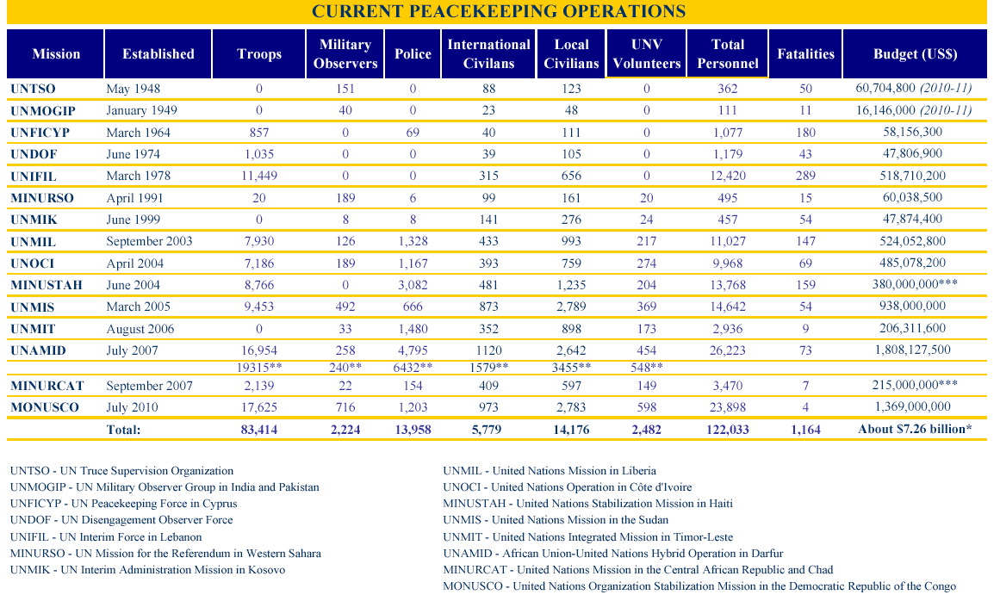 CURRENT PEACEKEEPING OPERATIONS
Mission Established Troops Military Observers Police International Civilans Local Civilians UNV Volunteers Total Personnel Fatalities Budget (US$)
UNTSO May 1948 0 151 0 88 123 0 362 50 60,704,800 (2010-11)
UNMOGIP January 1949 0 40 0 23 48 0 111 11 16,146,000 (2010-11)
UNFICYP March 1964 857 0 69 40 111 0 1,077 180 58,156,300
UNDOF June 1974 1,035 0 0 39 105 0 1,179 43 47,806,900
UNIFIL March 1978 11,449 0 0 315 656 0 12,420 289 518,710,200
MINURSO April 1991 20 189 6 99 161 20 495 15 60,038,500
UNMIK June 1999 0 8 8 141 276 24 457 54 47,874,400
UNMIL September 2003 7,930 126 1,328 433 993 217 11,027 147 524,052,800
UNOCI April 2004 7,186 189 1,167 393 759 274 9,968 69 485,078,200
MINUSTAH June 2004 8,766 0 3,082 481 1,235 204 13,768 159 380,000,000***
UNMIS March 2005 9,453 492 666 873 2,789 369 14,642 54 938,000,000
UNMIT August 2006 0 33 1,480 352 898 173 2,936 9 206,311,600
UNAMID July 2007 16,954 258 4,795 1120 2,642 454 26,223 73 1,808,127,500
19315** 240** 6432** 1579** 3455** 548**
MINURCAT September 2007 2,139 22 154 409 597 149 3,470 7 215,000,000***
MONUSCO July 2010 17,625 716 1,203 973 2,783 598 23,898 4 1,369,000,000
Total: 83,414 2,224 13,958 5,779 14,176 2,482 122,033 1,164 About $7.26 billion*
UNTSO - UN Truce Supervision Organization
UNMOGIP - UN Military Observer Group in India and Pakistan
UNFICYP - UN Peacekeeping Force in Cyprus
UNDOF - UN Disengagement Observer Force
UNIFIL - UN Interim Force in Lebanon
MINURSO - UN Mission for the Referendum in Western Sahara
UNMIK - UN Interim Administration Mission in Kosovo
UNMIL - United Nations Mission in Liberia
UNOCI - United Nations Operation in Côte d'Ivoire
MINUSTAH - United Nations Stabilization Mission in Haiti
UNMIS - United Nations Mission in the Sudan
UNMIT - United Nations Integrated Mission in Timor-Leste
UNAMID - African Union-United Nations Hybrid Operation in Darfur
MINURCAT - United Nations Mission in the Central African Republic and Chad
MONUSCO - United Nations Organization Stabilization Mission in the Democratic Republic of the Congo